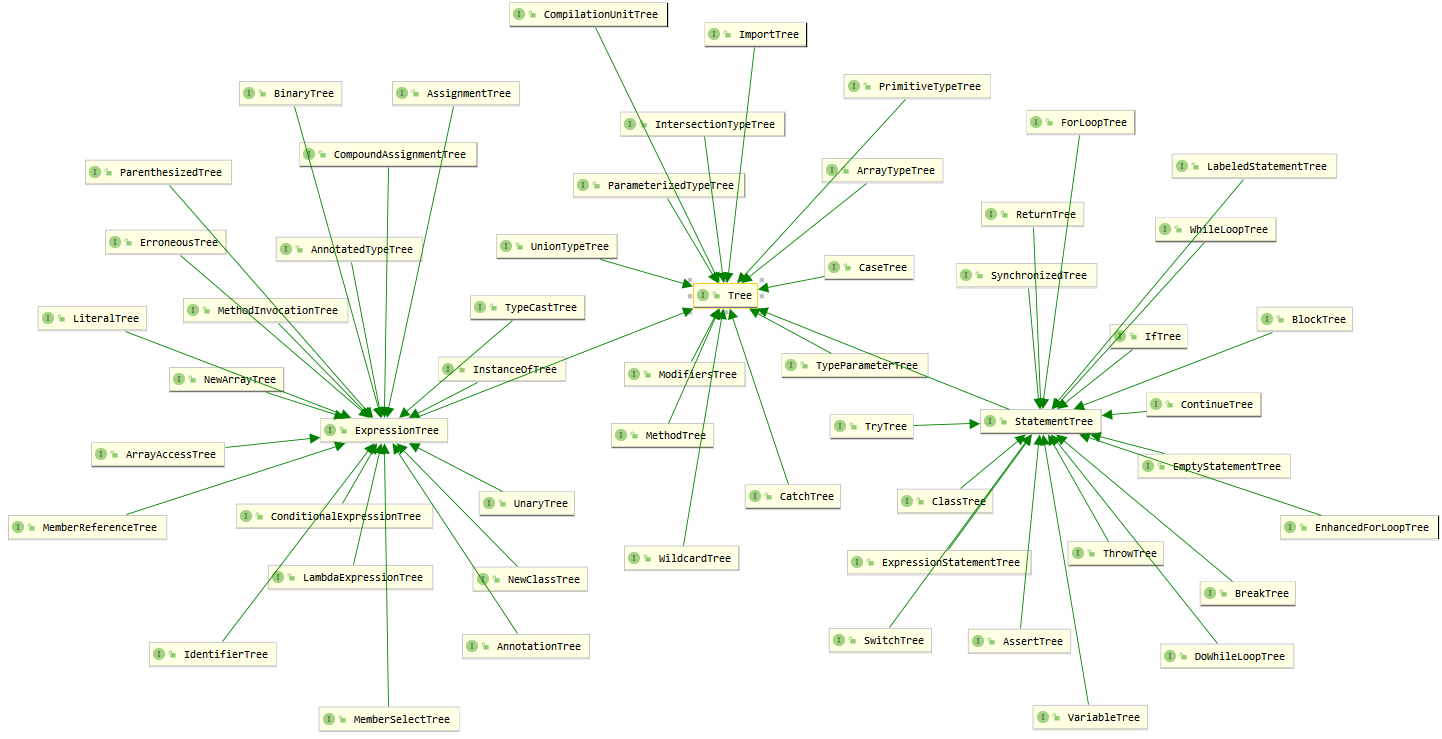 CompilationUnitTree
ImportTree
BinaryTree
AssignmentTree
PrimitiveTypeTree
IntersectionTypeTree
ForLoopTree
CompoundAssignmentTree
ParenthesizedTree
ParameterizedTypeTree
ArrayTypeTree
LabeledStatementTree
ReturnTree
WhileLoopTree
ErroneousTree
AnnotatedTypeTree
UnionTypeTree
CaseTree
SynchronizedTree
Tree
MethodInvocationTree
TypeCastTree
LiteralTree
BlockTree
IfTree
NewArrayTree
InstanceOfTree
ModifiersTree
TypeParameterTree
ContinueTree
ExpressionTree
MethodTree
TryTree
StatementTree
ArrayAccessTree
EmptyStatementTree
UnaryTree
CatchTree
ClassTree
MemberReferenceTree
ConditionalExpressionTree
EnhancedForLoopTree
WildcardTree
ExpressionStatementTree
ThrowTree
LambdaExpressionTree
NewClassTree
BreakTree
IdentifierTree
AnnotationTree
SwitchTree
AssertTree
DoWhileLoopTree
MemberSelectTree
VariableTree